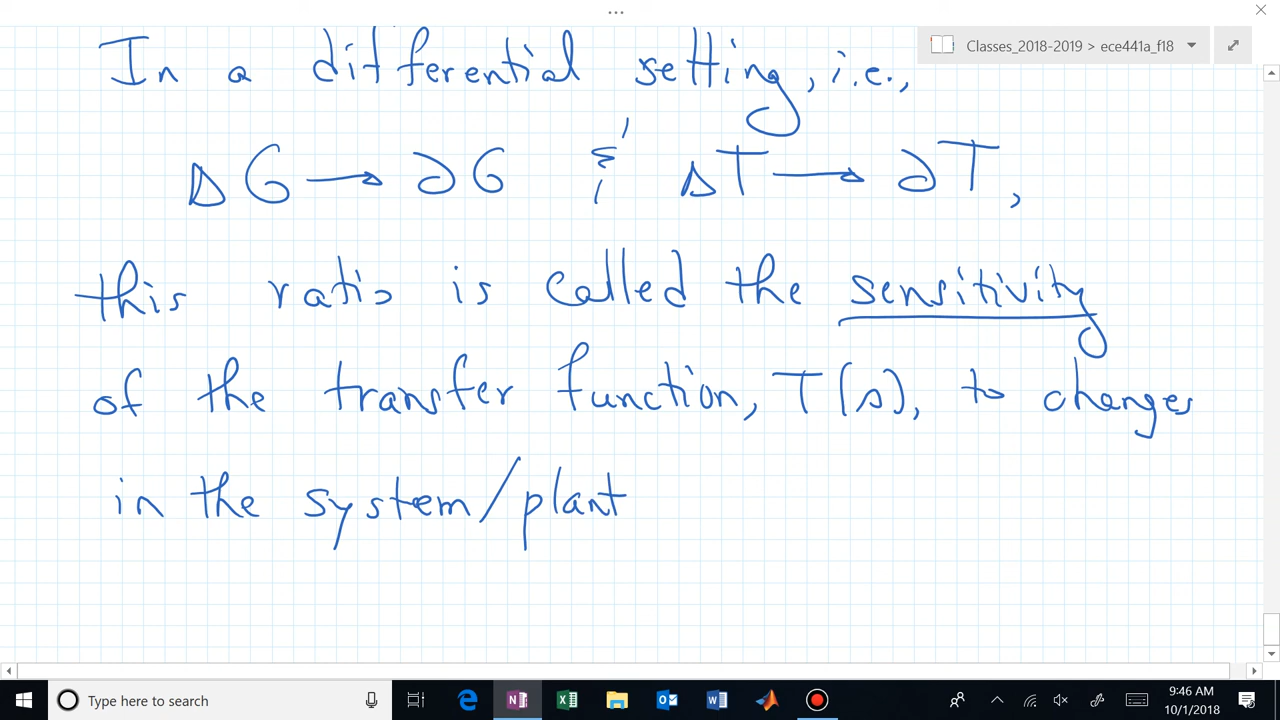 Classes_2018-2019 > ece441a_f18
In a differential setting, i.e.,
ΔG → ∂G & ΔT → ∂T,
this ratio is called the sensitivity
of the transfer function, T(s), to changes
in the system/plant
Type here to search
9:46 AM
10/1/2018